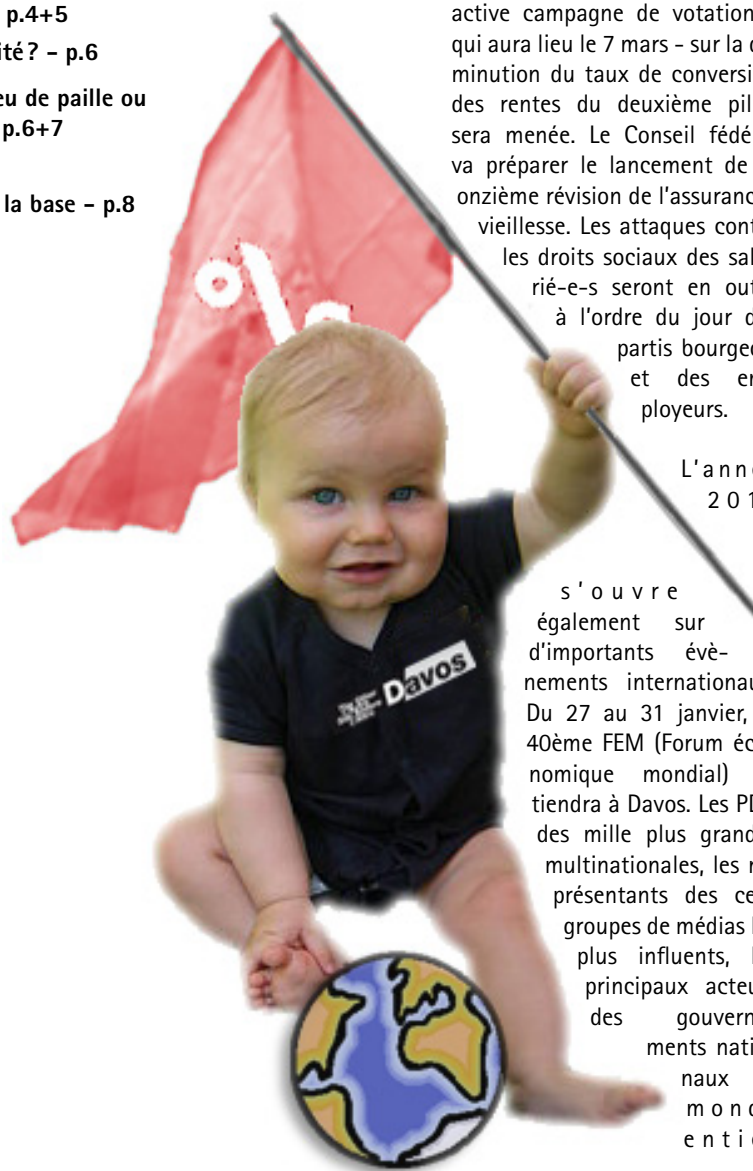 p.4+5
ité? – p.6
eu de paille ou
p.6+7
la base – p.8
%
active campagne de votation
qui aura lieu le 7 mars - sur la d
minution du taux de conversi
des rentes du deuxième pil
sera menée. Le Conseil fédé
va préparer le lancement de
onzième révision de l'assuranc
vieillesse. Les attaques cont
les droits sociaux des sal
rié-e-s seront en out
à l'ordre du jour d
partis bourgeo
et des en
ployeurs.
L'anné
201
s'ouvre
également sur
d'importants évè-
nements internationau
Du 27 au 31 janvier,
40ème FEM (Forum éco
nomique mondial)
tiendra à Davos. Les PD
des mille plus grand
multinationales, les r
présentants des ce
groupes de médias l
plus influents, l
principaux acteu
des gouvern
ments nati
naux
mond
entie
Davos